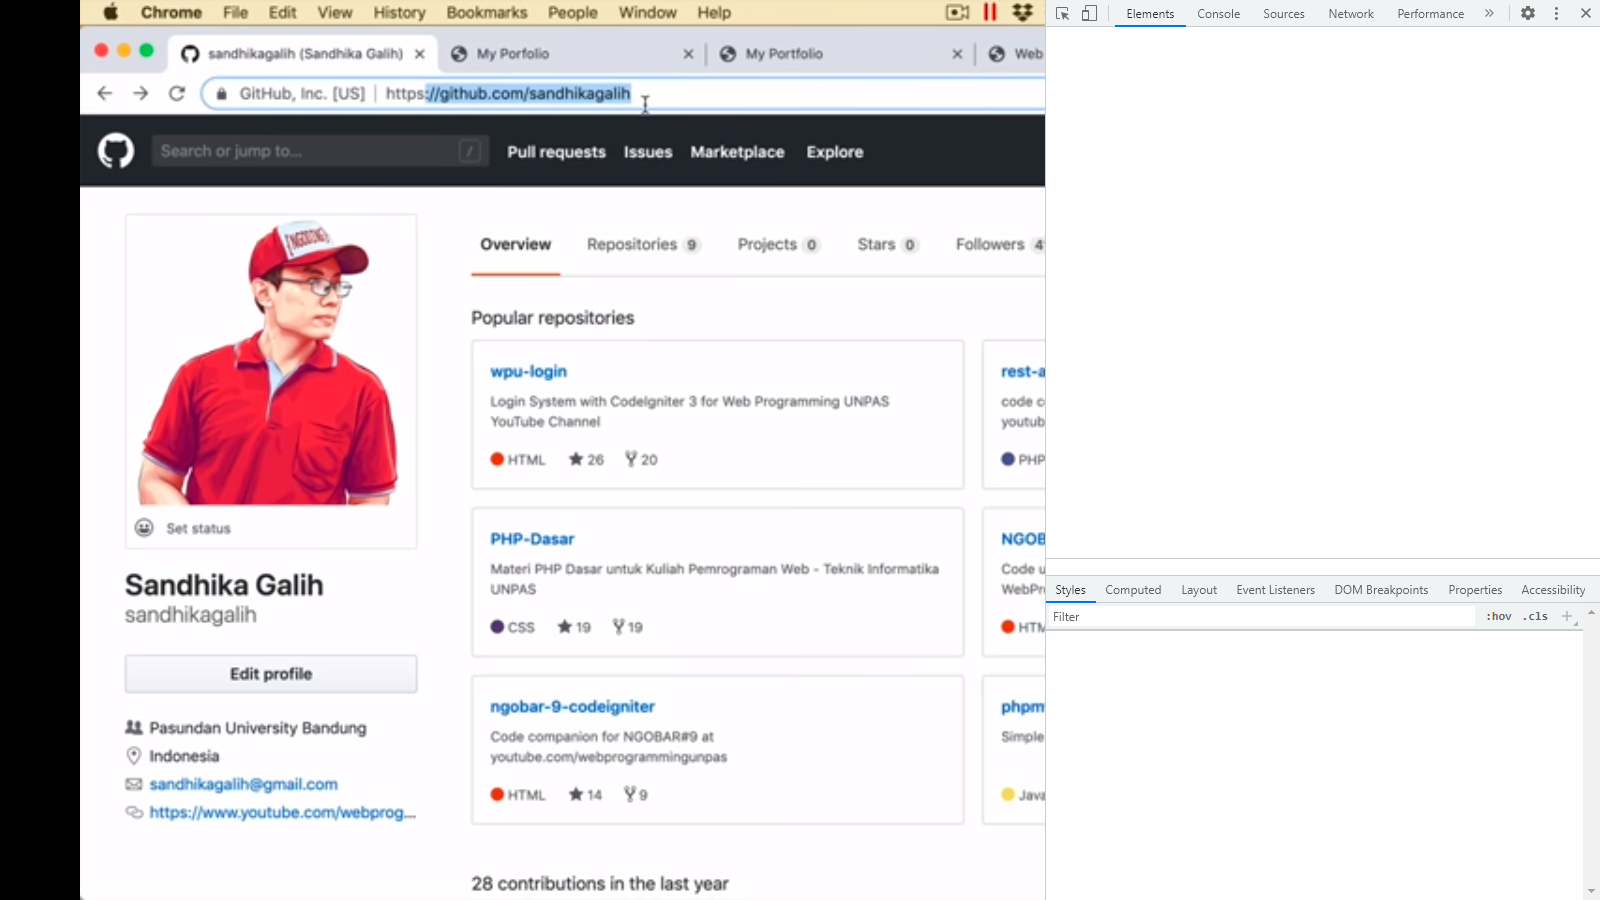 Chrome File Edit View History Bookmarks People Window Help
sandhikagalih (Sandhika Galih) My Porfolio My Portfolio Web
GitHub, Inc. [US] https://github.com/sandhikagalih
Search or jump to... / Pull requests Issues Marketplace Explore
[NGODING]
Set status
Sandhika Galih
sandhikagalih
Edit profile
Pasundan University Bandung
Indonesia
sandhikagalih@gmail.com
https://www.youtube.com/webprog...
Overview Repositories 9 Projects 0 Stars 0 Followers
Popular repositories
wpu-login
Login System with CodeIgniter 3 for Web Programming UNPAS
YouTube Channel
HTML 26 20
rest-a
code c
youtub
PHP
PHP-Dasar
Materi PHP Dasar untuk Kuliah Pemrograman Web - Teknik Informatika
UNPAS
CSS 19 19
NGOB
Code u
WebPr
HTM
ngobar-9-codeigniter
Code companion for NGOBAR#9 at
youtube.com/webprogrammingunpas
HTML 14 9
phpm
Simple
Java
28 contributions in the last year
Elements Console Sources Network Performance »
Styles Computed Layout Event Listeners DOM Breakpoints Properties Accessibility
Filter :hov .cls +